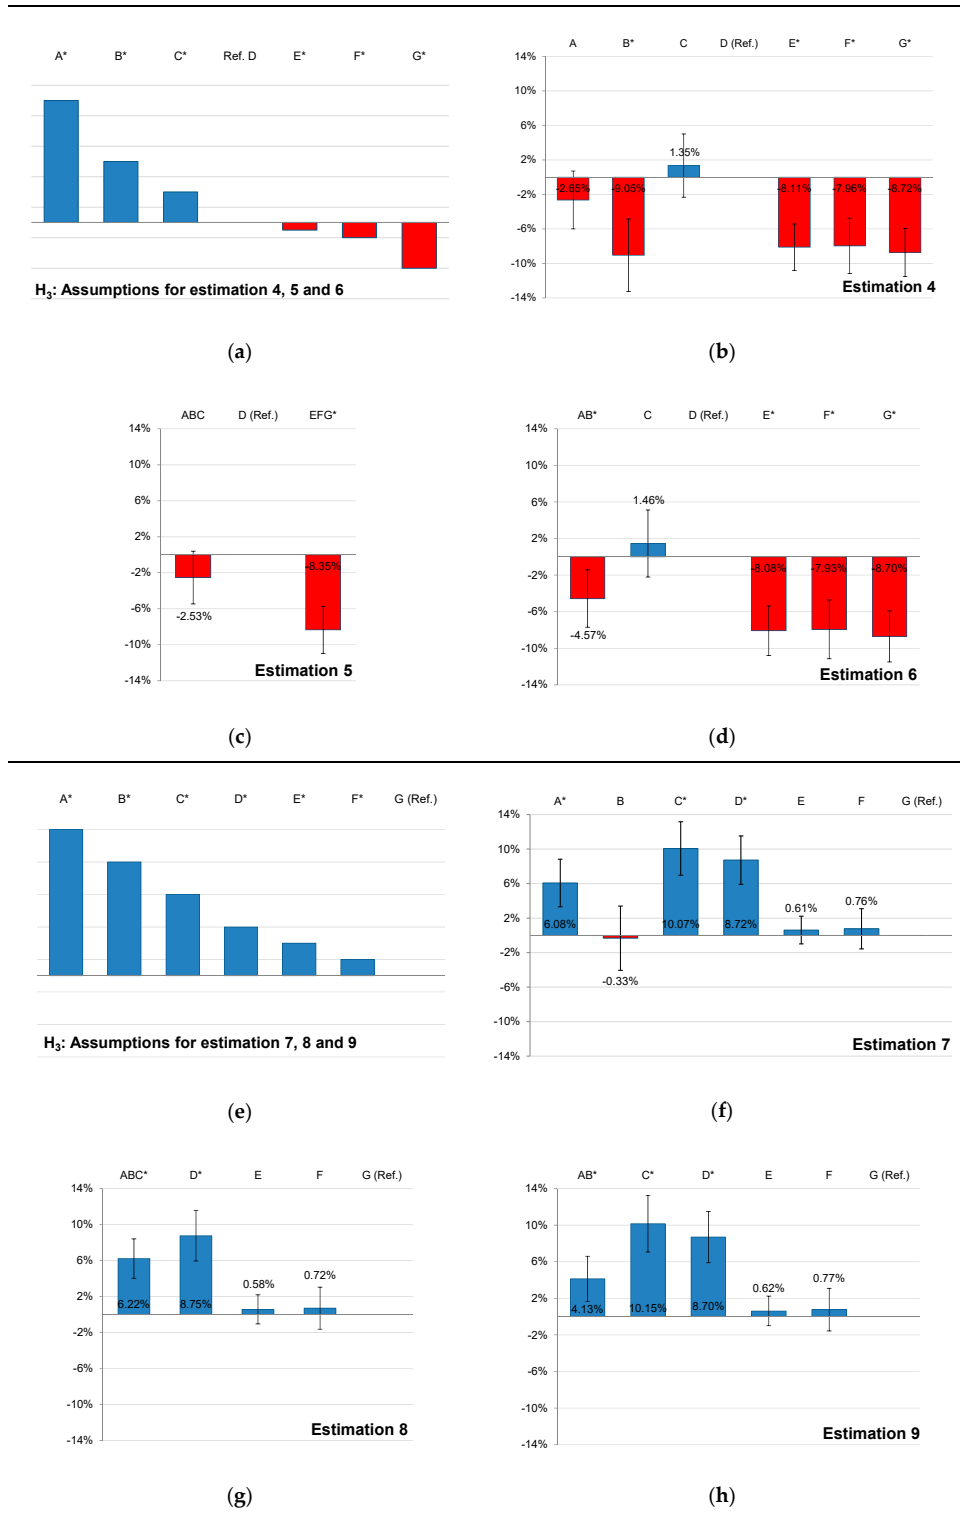 A* B* C* Ref. D E* F* G*
H3: Assumptions for estimation 4, 5 and 6
(a)
A B* C D (Ref.) E* F* G*
14%
10%
6%
2%
-2%
-6%
-10%
-14%
-2.65% -9.05% 1.35% -8.11% -7.96% -8.72%
Estimation 4
(b)
ABC D (Ref.) EFG*
14%
10%
6%
2%
-2%
-6%
-10%
-14%
-2.53% -8.35%
Estimation 5
(c)
AB* C D (Ref.) E* F* G*
14%
10%
6%
2%
-2%
-6%
-10%
-14%
-4.57% 1.46% -8.08% -7.93% -8.70%
Estimation 6
(d)
A* B* C* D* E* F* G (Ref.)
H3: Assumptions for estimation 7, 8 and 9
(e)
A* B C* D* E F G (Ref.)
14%
10%
6%
2%
-2%
-6%
-10%
-14%
6.08% -0.33% 10.07% 8.72% 0.61% 0.76%
Estimation 7
(f)
ABC* D* E F G (Ref.)
14%
10%
6%
2%
-2%
-6%
-10%
-14%
6.22% 8.75% 0.58% 0.72%
Estimation 8
(g)
AB* C* D* E F G (Ref.)
14%
10%
6%
2%
-2%
-6%
-10%
-14%
4.13% 10.15% 8.70% 0.62% 0.77%
Estimation 9
(h)